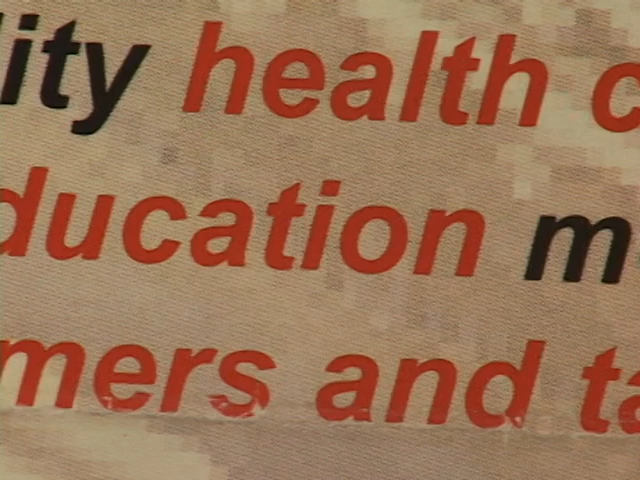 ity health c
ducation m
mers and ta